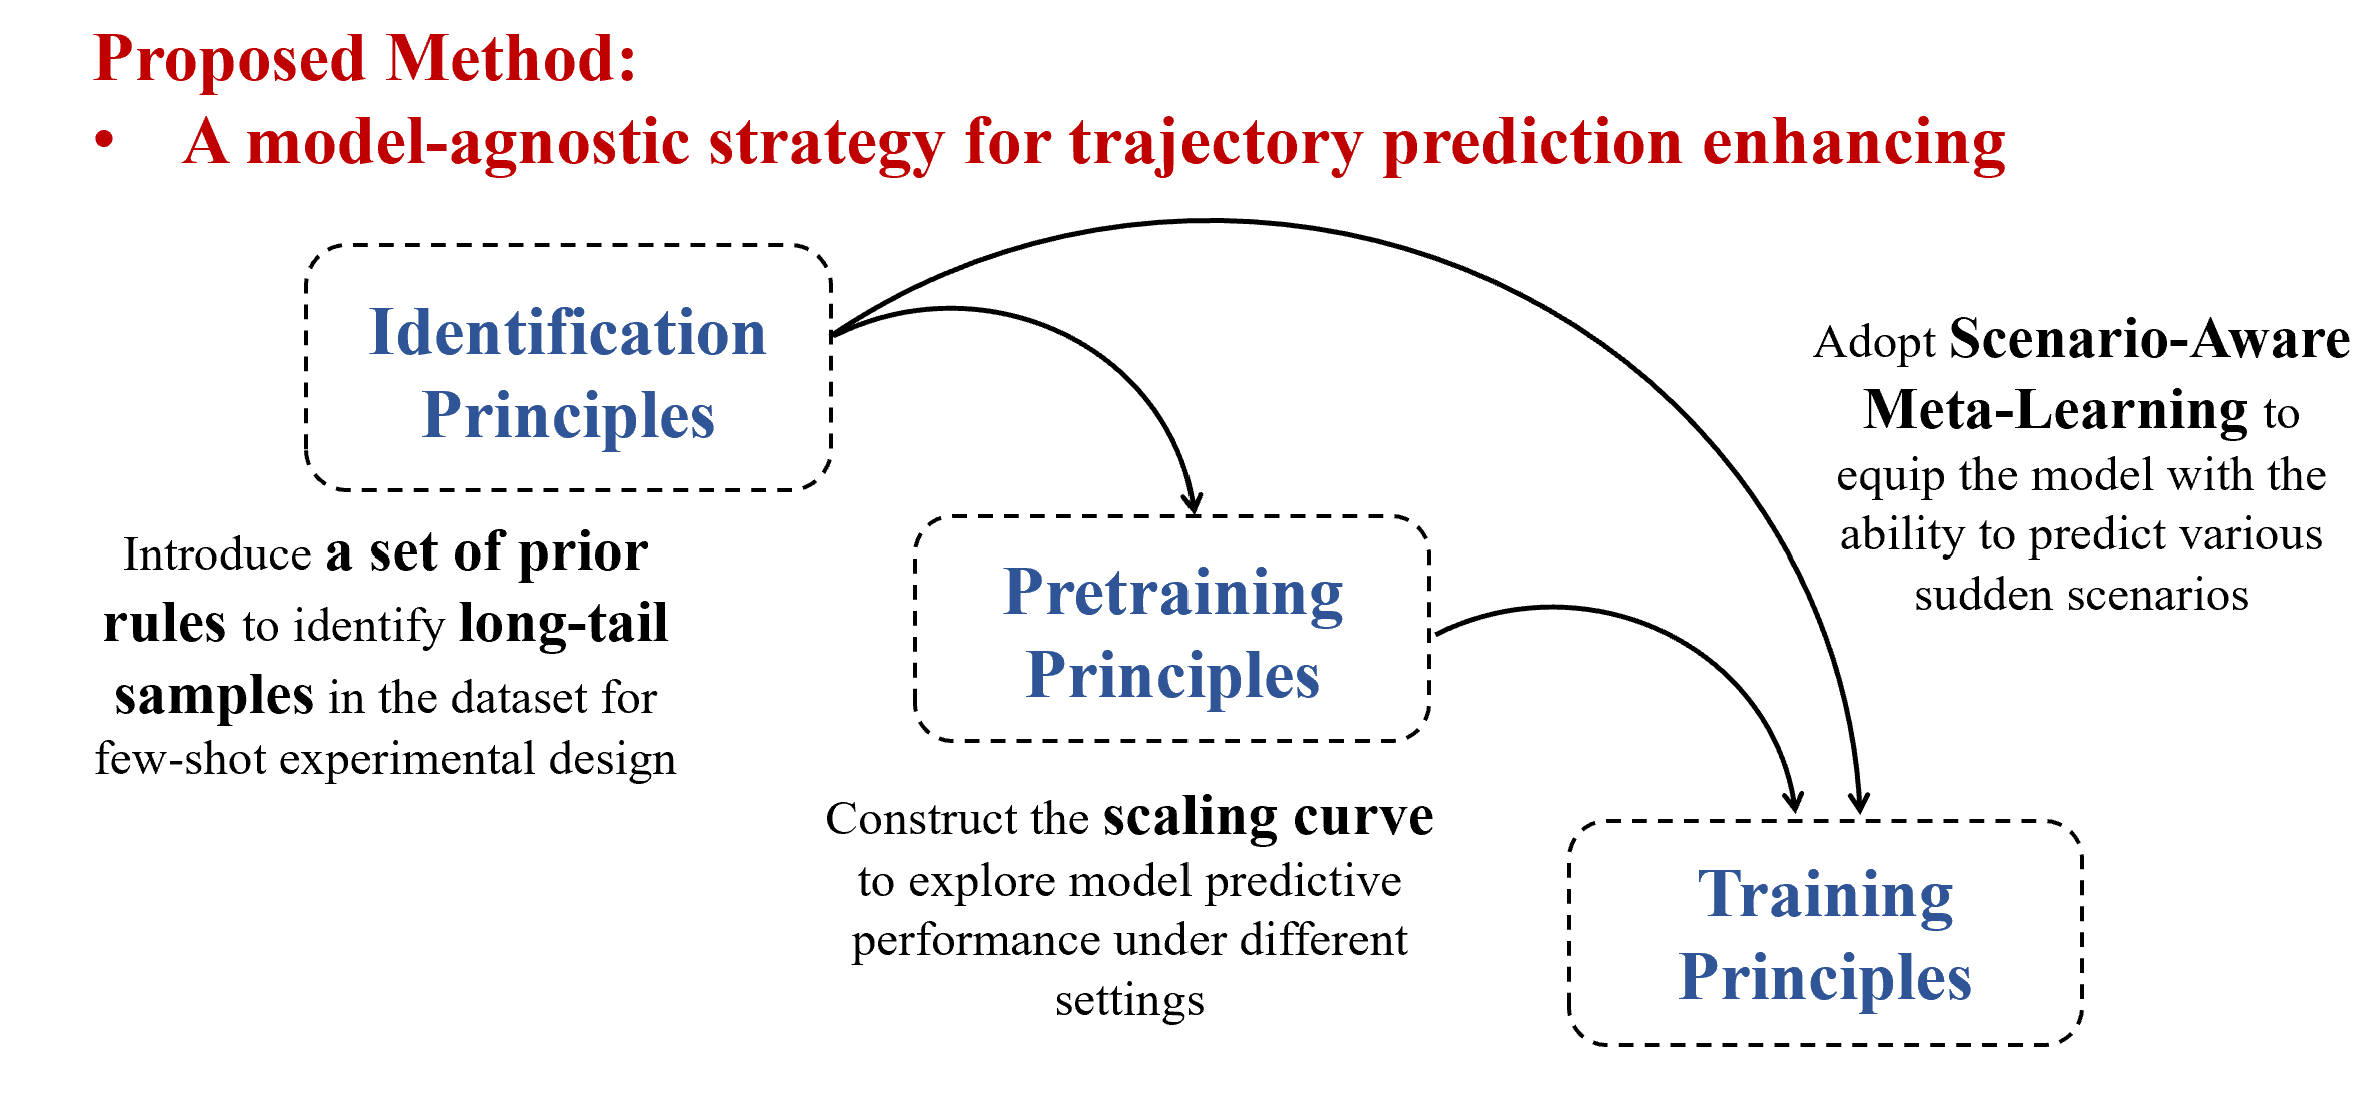 Proposed Method:
• A model-agnostic strategy for trajectory prediction enhancing
Identification
Principles
Introduce a set of prior
rules to identify long-tail
samples in the dataset for
few-shot experimental design
Pretraining
Principles
Construct the scaling curve
to explore model predictive
performance under different
settings
Adopt Scenario-Aware
Meta-Learning to
equip the model with the
ability to predict various
sudden scenarios
Training
Principles